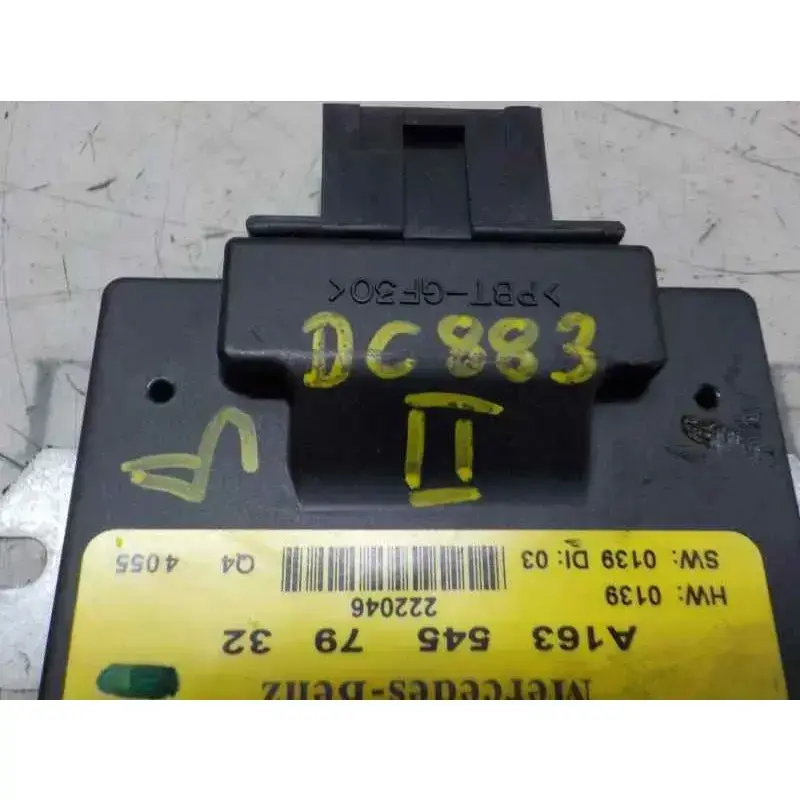 >PBT-GF30<
DC883
II
Mercedes-Benz
A163 545 79 32
222046
HW: 0139
SW: 0139 DI: 03
Q4 4055